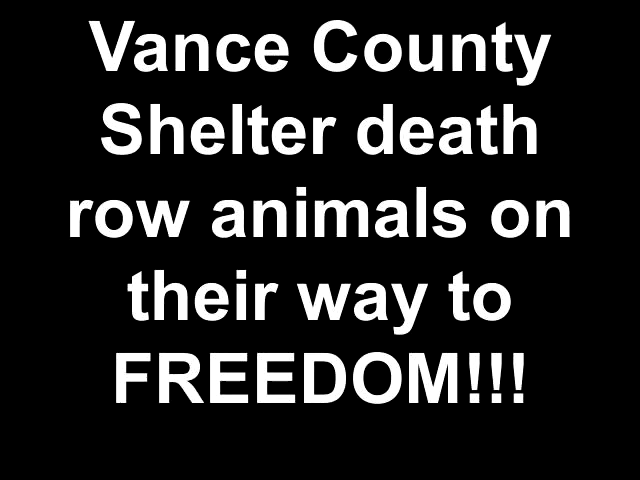 Vance County
Shelter death
row animals on
their way to
FREEDOM!!!